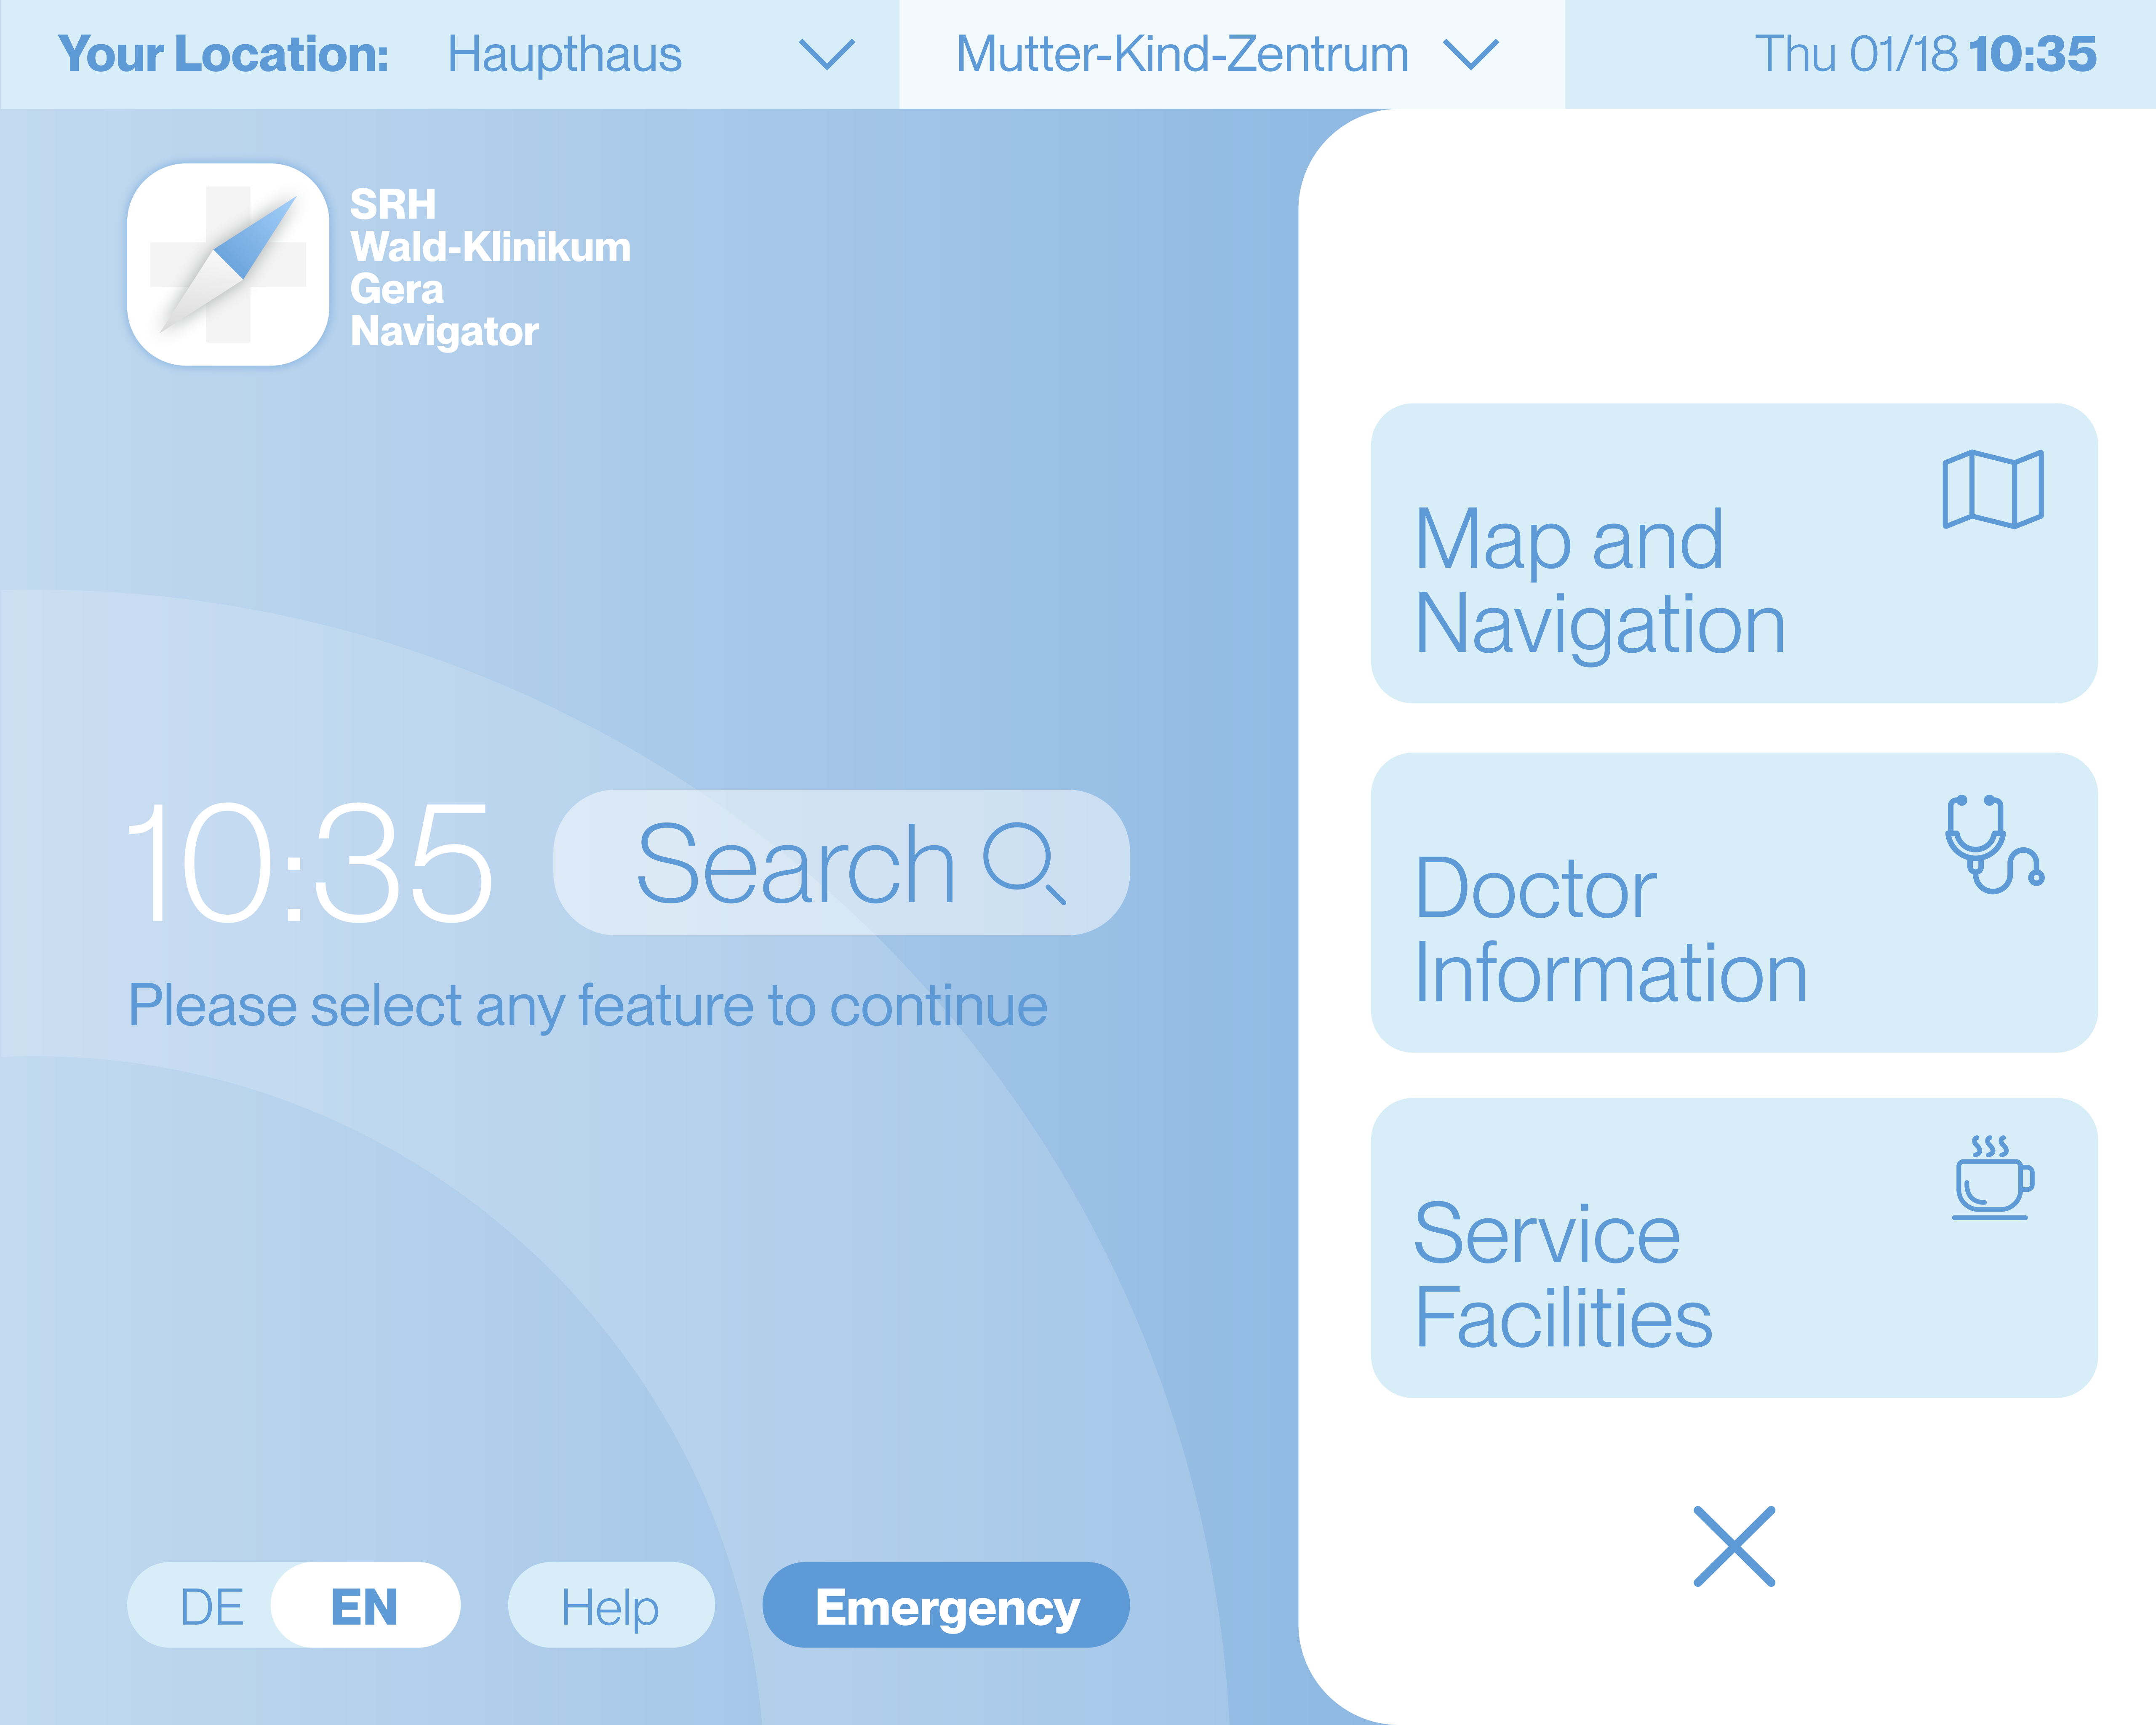 Your Location: Haupthaus Mutter-Kind-Zentrum Thu 01/18 10:35
SRH
Wald-Klinikum
Gera
Navigator
10:35 Search
Please select any feature to continue
DE EN Help Emergency
Map and
Navigation
Doctor
Information
Service
Facilities